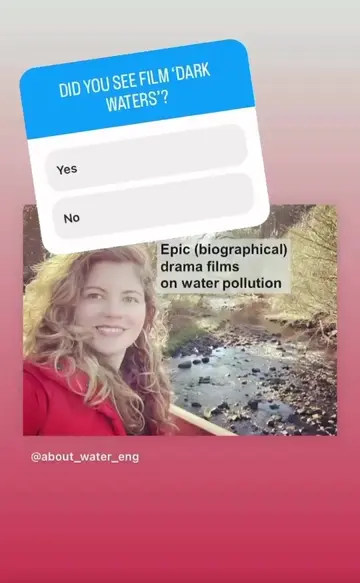 DID YOU SEE FILM ‘DARK
WATERS’?
Yes
No
Epic (biographical)
drama films
on water pollution
@about_water_eng